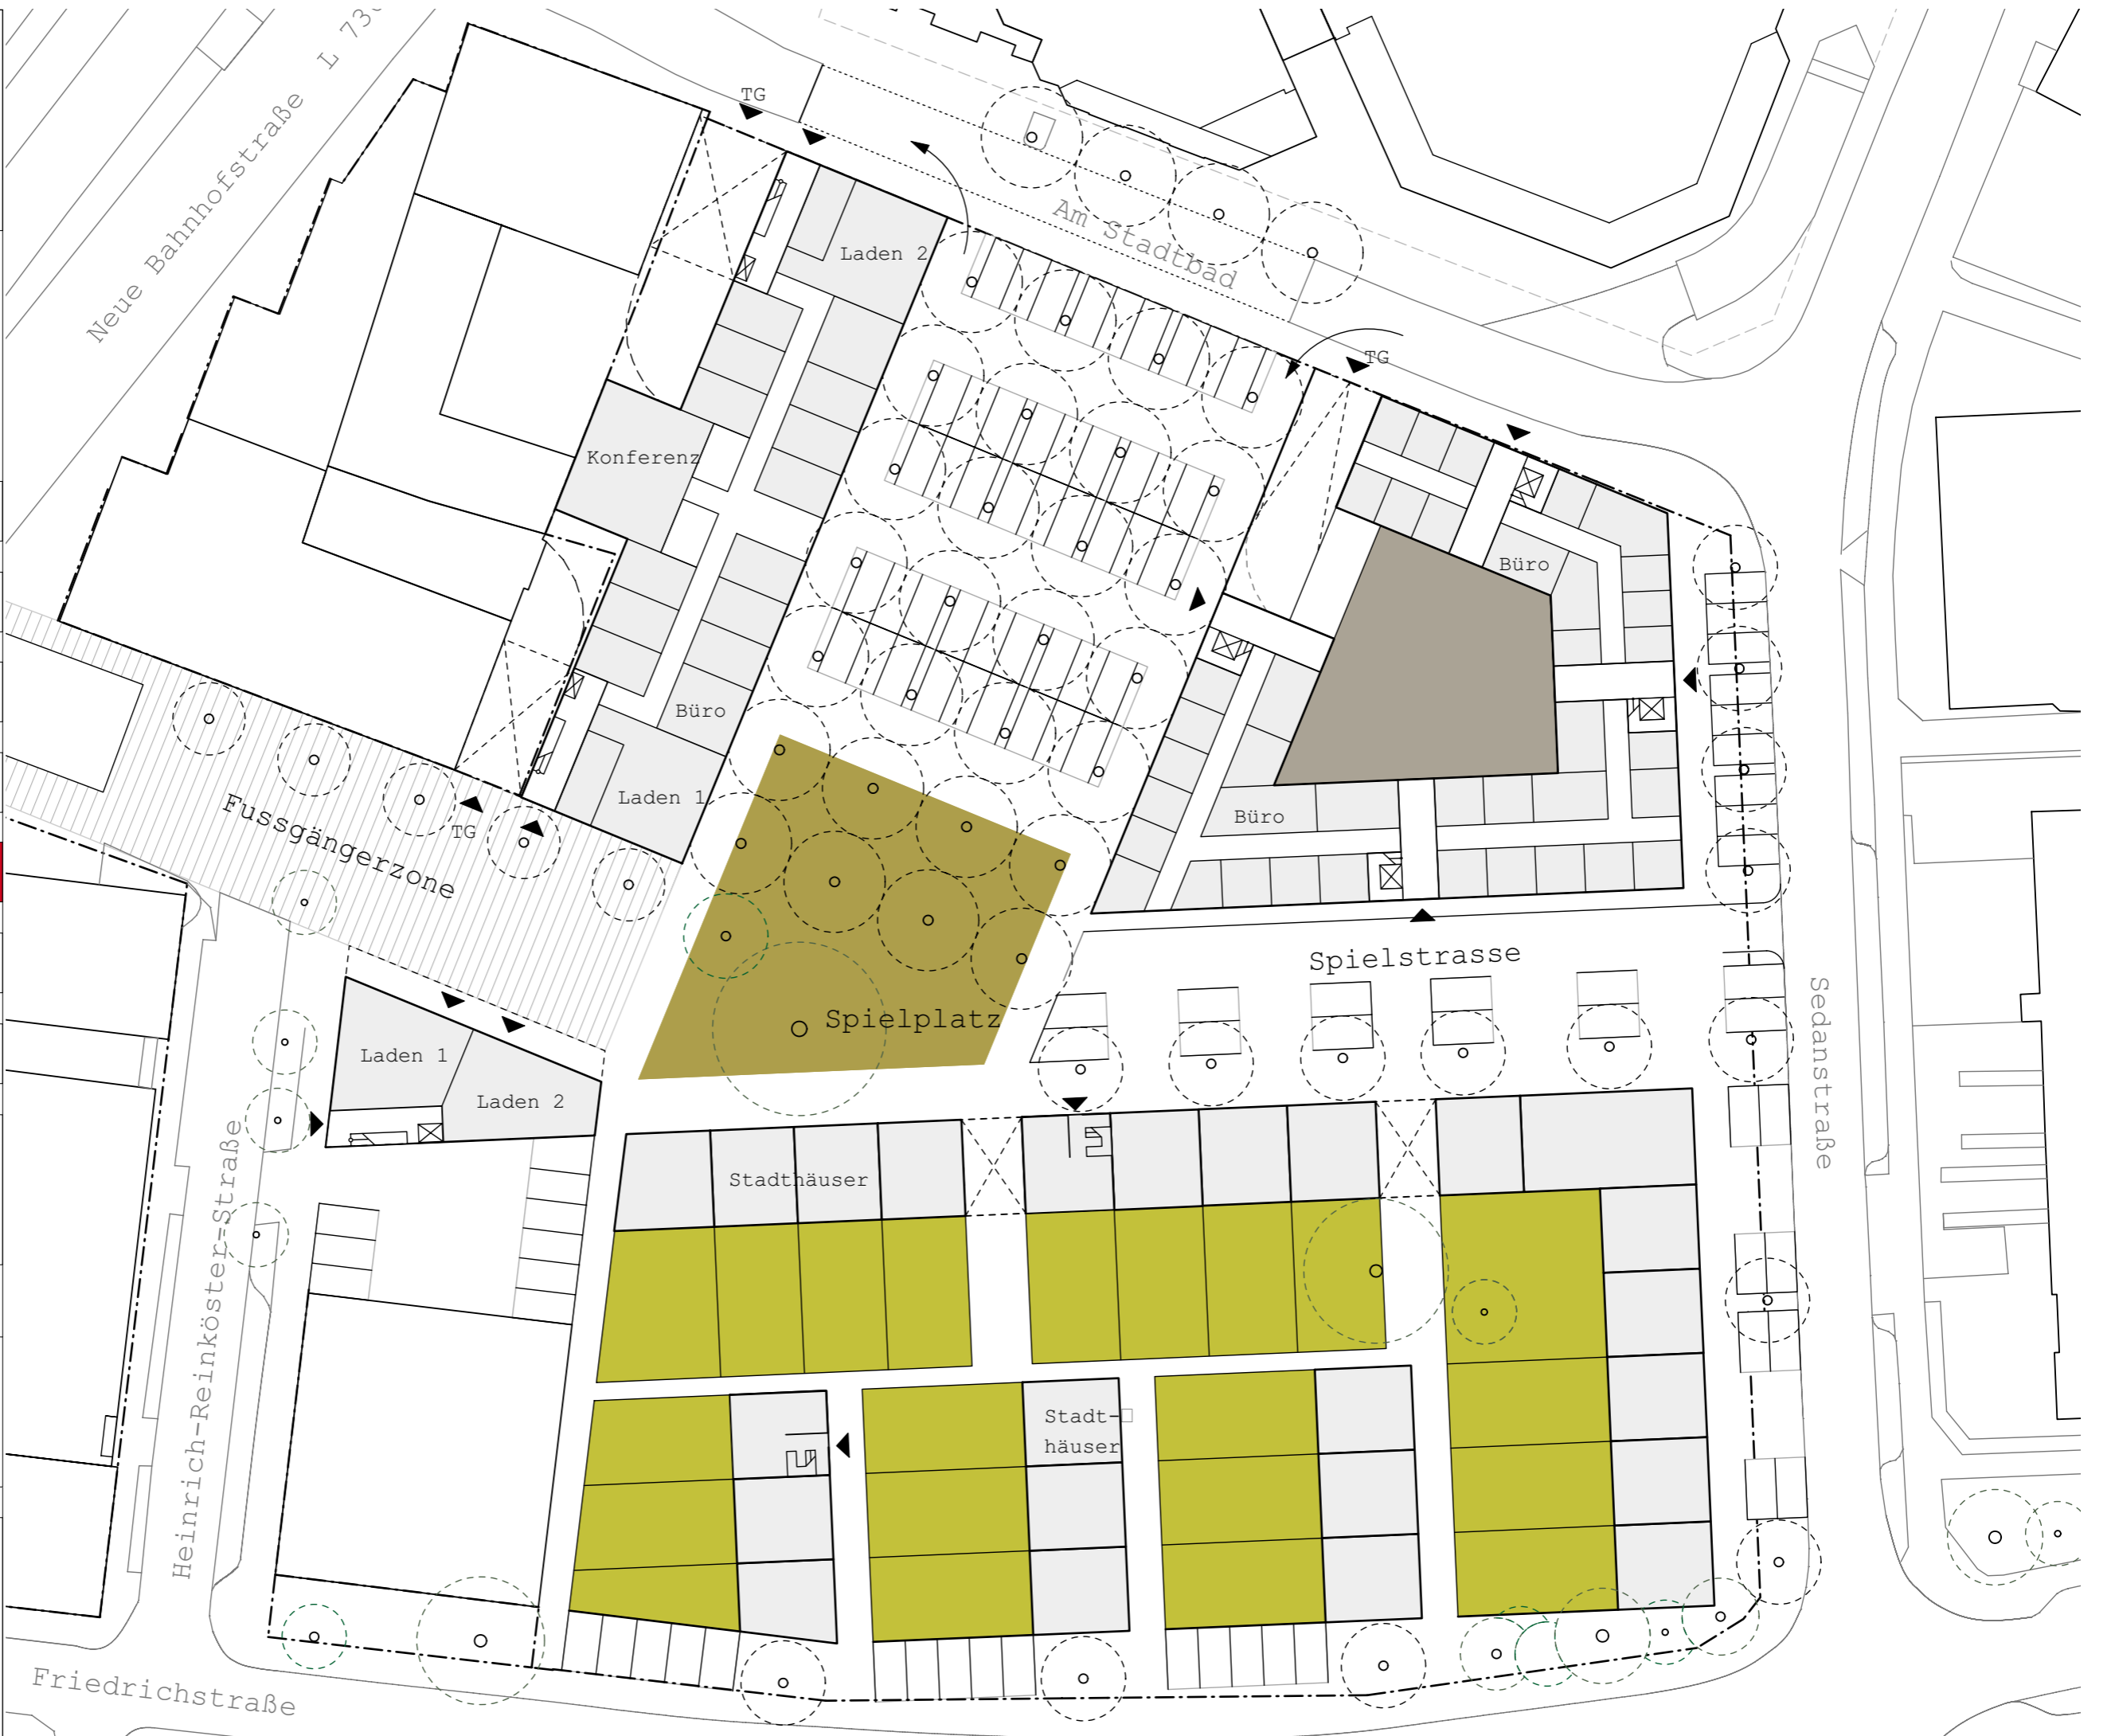 L 73
TG
Neue Bahnhofstraße
Am Stadtbad
Laden 2
TG
Konferenz
Büro
Büro
Laden 1
Büro
Fussgängerzone
TG
Spielstrasse
Spielplatz
Sedanstraße
Laden 1
Laden 2
Stadthäuser
Heinrich-Reinköster-Straße
Stadt-
häuser
Friedrichstraße